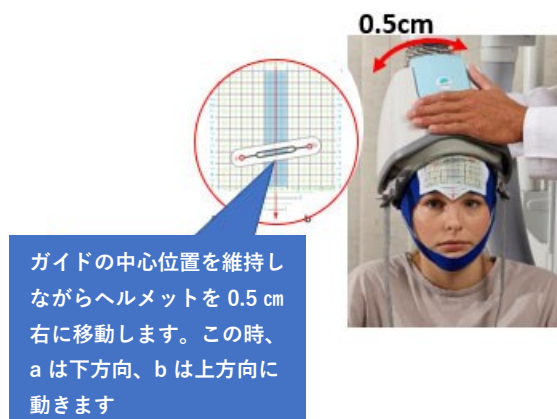 0.5cm
ガイドの中心位置を維持し
ながらヘルメットを 0.5 ㎝
右に移動します。この時、
a は下方向、b は上方向に
動きます